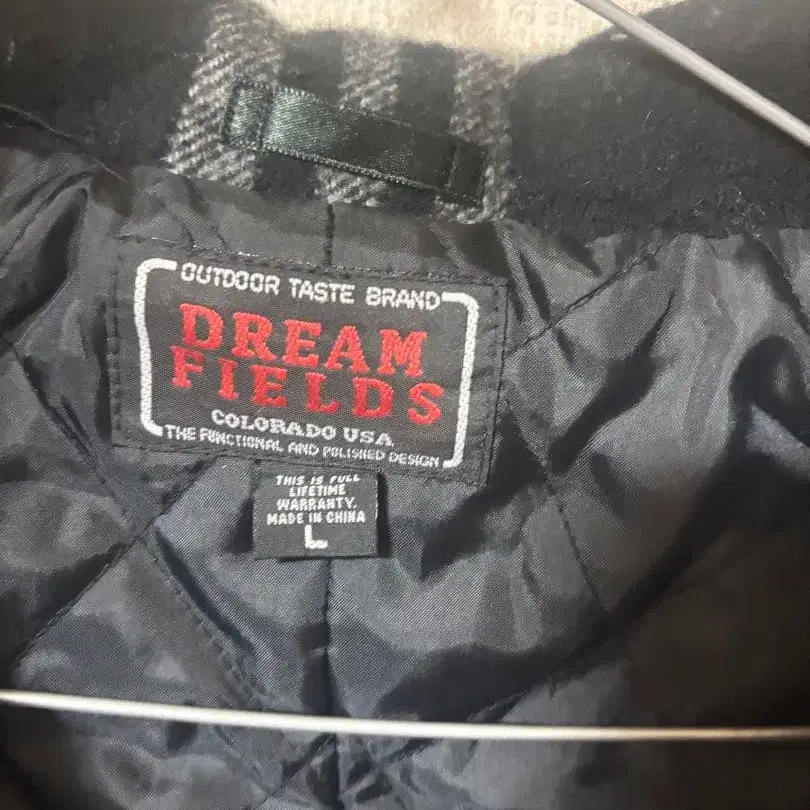 OUTDOOR TASTE BRAND
DREAM
FIELDS
COLORADO USA
THE FUNCTIONAL AND POLISHED DESIGN
THIS IS FULL
LIFETIME
WARRANTY.
MADE IN CHINA
L